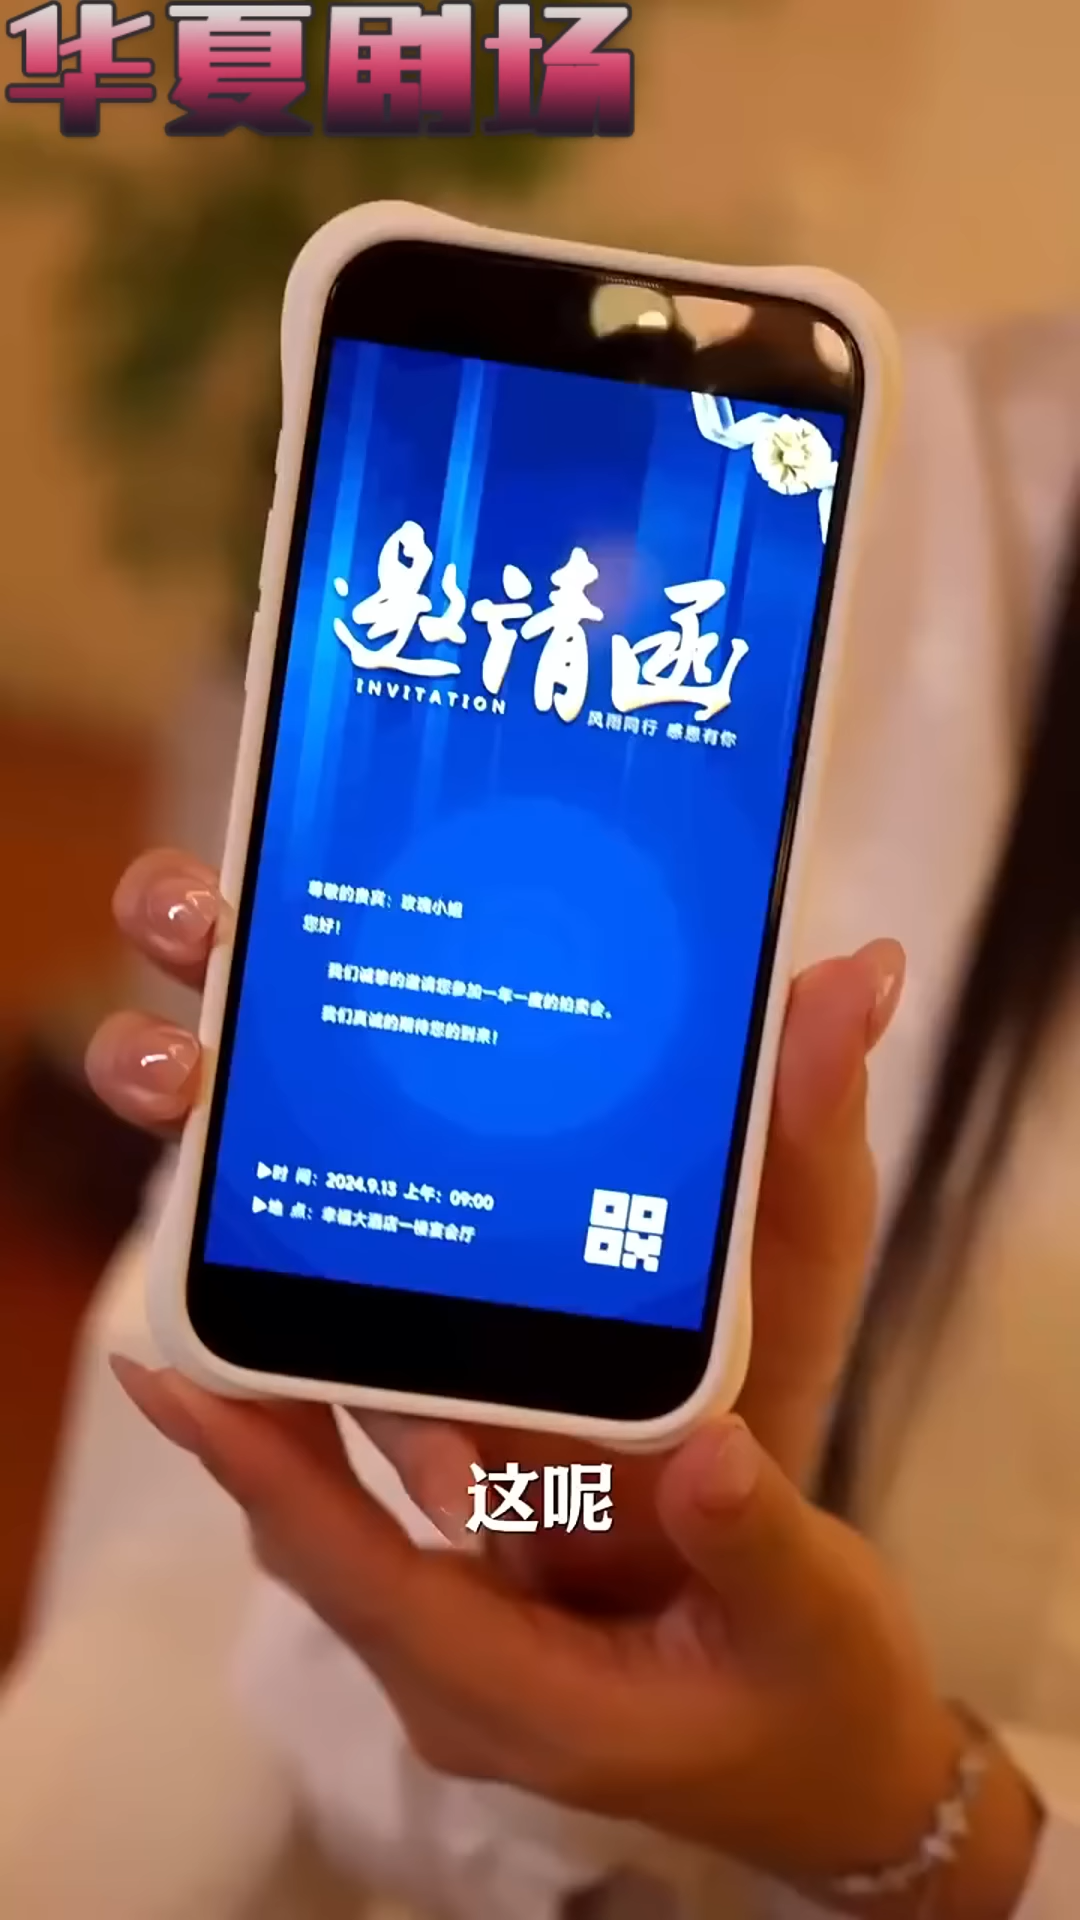 华夏剧场
邀请函
INVITATION
风雨同行 感恩有你
尊敬的贵宾：玫瑰小姐
您好！
我们诚挚的邀请您参加一年一度的拍卖会。
我们真诚的期待您的到来！
▶时 间：2024.9.13 上午：09:00
▶地 点：幸福大酒店一楼宴会厅
这呢